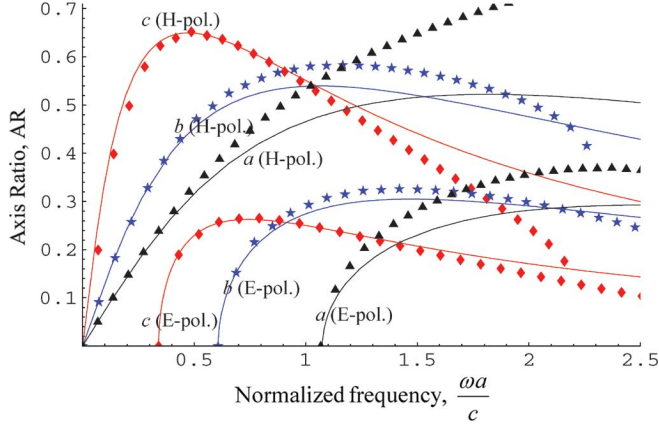 0.7
c (H-pol.)
0.6
0.5
b (H-pol.)
a (H-pol.)
0.4
0.3
0.2
b (E-pol.)
0.1
c (E-pol.)
a (E-pol.)
Axis Ratio, AR
0.5 1 1.5 2 2.5
Normalized frequency, ωa/c